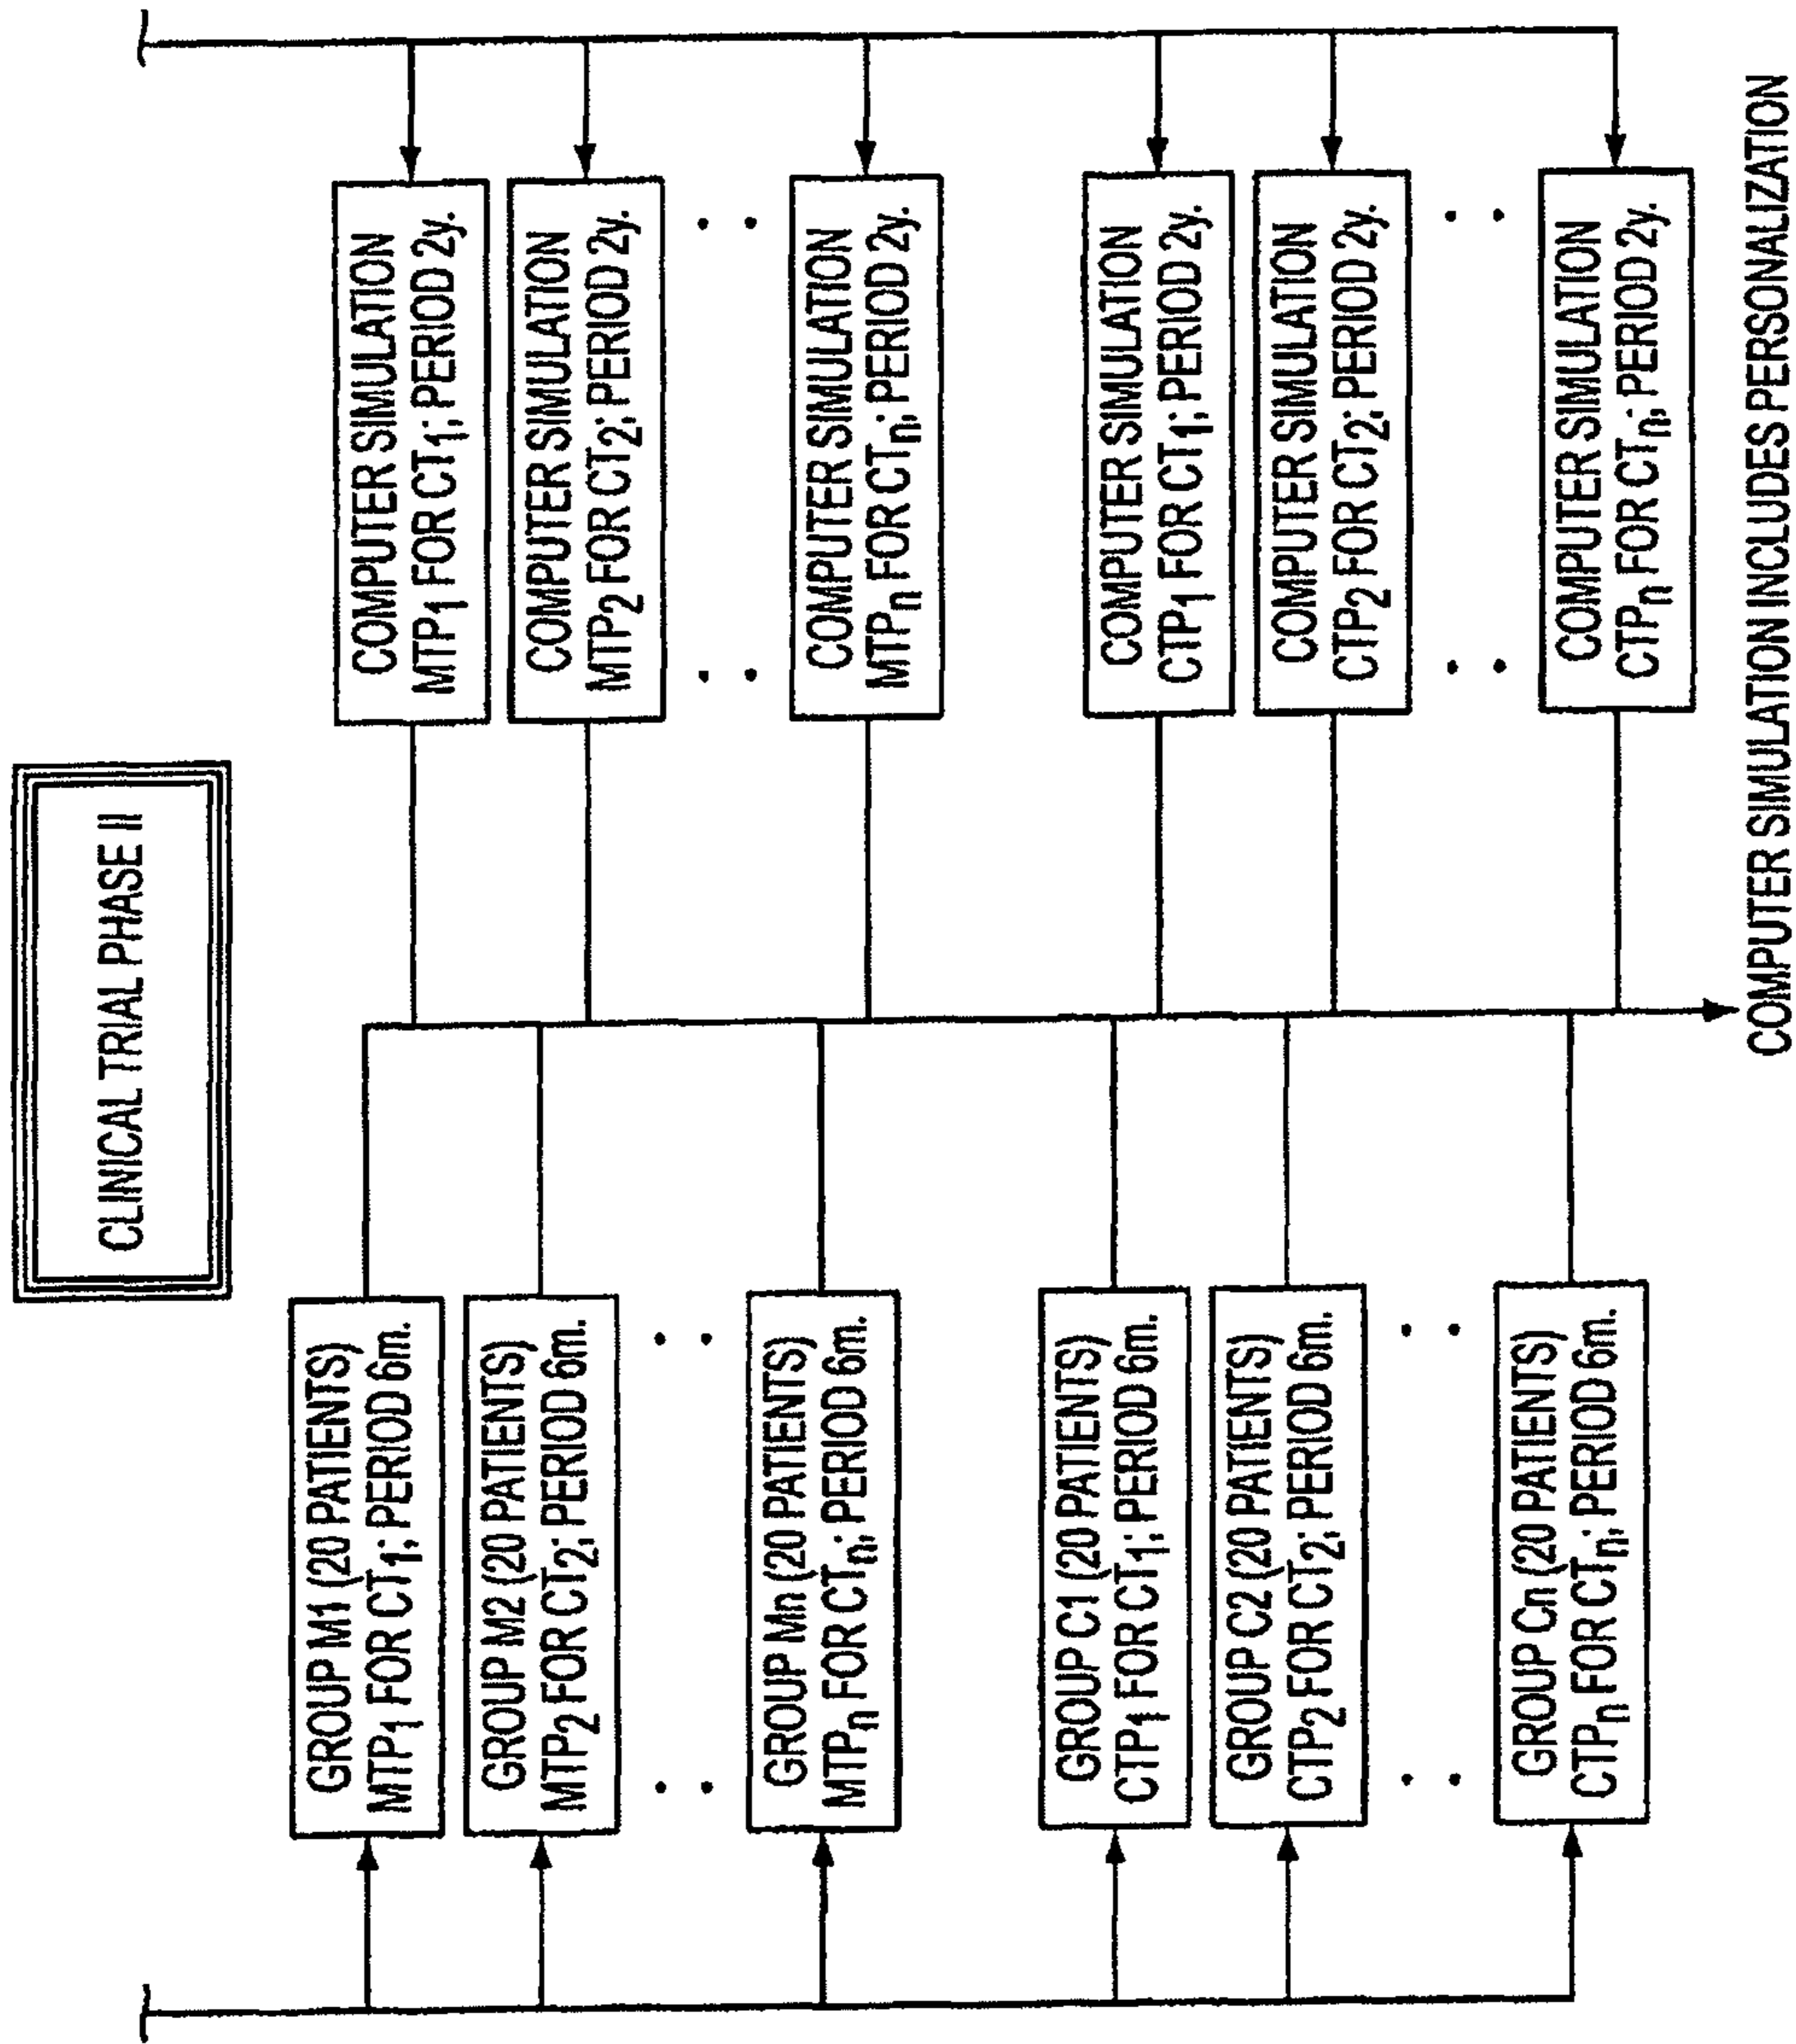 CLINICAL TRIAL PHASE II
GROUP M1 (20 PATIENTS)
MTP₁ FOR CT₁; PERIOD 6m.
GROUP M2 (20 PATIENTS)
MTP₂ FOR CT₂; PERIOD 6m.
. .
. .
GROUP Mn (20 PATIENTS)
MTPₙ FOR CTₙ; PERIOD 6m.
GROUP C1 (20 PATIENTS)
CTP₁ FOR CT₁; PERIOD 6m.
GROUP C2 (20 PATIENTS)
CTP₂ FOR CT₂; PERIOD 6m.
. .
. .
GROUP Cn (20 PATIENTS)
CTPₙ FOR CTₙ; PERIOD 6m.
COMPUTER SIMULATION
MTP₁ FOR CT₁; PERIOD 2y.
COMPUTER SIMULATION
MTP₂ FOR CT₂; PERIOD 2y.
. .
. .
COMPUTER SIMULATION
MTPₙ FOR CTₙ; PERIOD 2y.
COMPUTER SIMULATION
CTP₁ FOR CT₁; PERIOD 2y.
COMPUTER SIMULATION
CTP₂ FOR CT₂; PERIOD 2y.
. .
. .
COMPUTER SIMULATION
CTPₙ FOR CTₙ; PERIOD 2y.
COMPUTER SIMULATION INCLUDES PERSONALIZATION